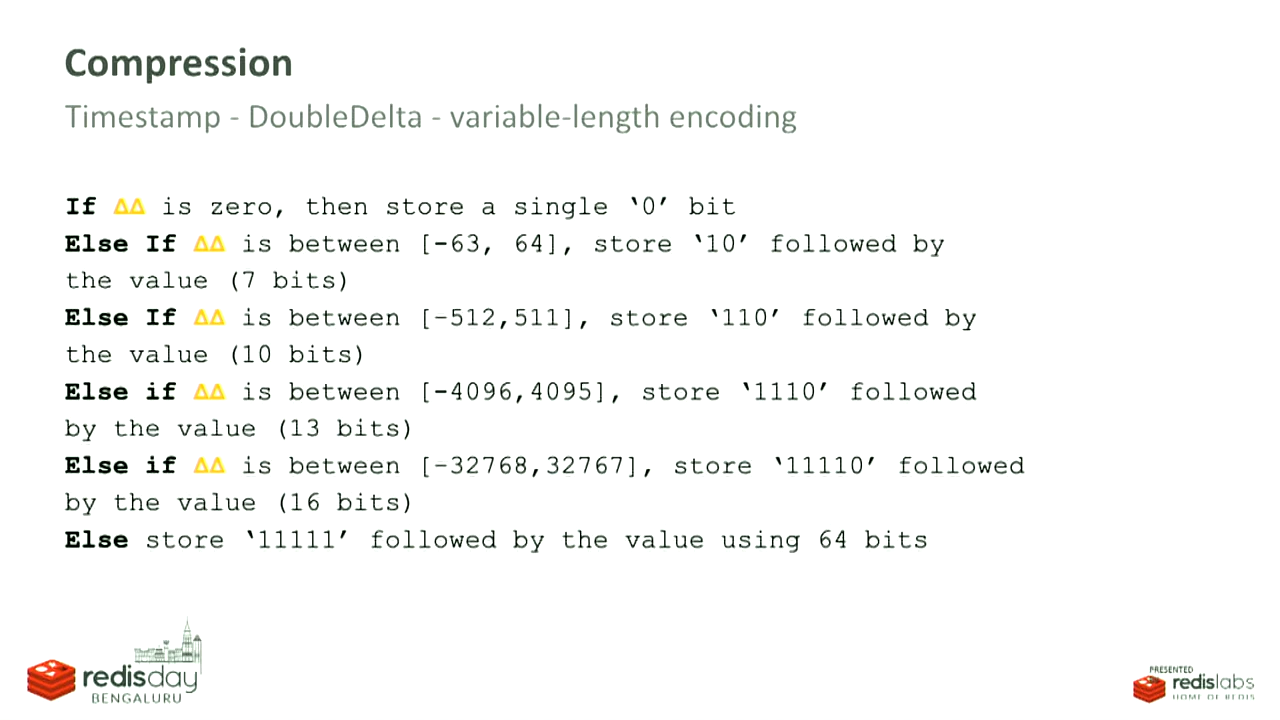 Compression
Timestamp - DoubleDelta - variable-length encoding
If ΔΔ is zero, then store a single ‘0’ bit
Else If ΔΔ is between [-63, 64], store ‘10’ followed by
the value (7 bits)
Else If ΔΔ is between [-512,511], store ‘110’ followed by
the value (10 bits)
Else if ΔΔ is between [-4096,4095], store ‘1110’ followed
by the value (13 bits)
Else if ΔΔ is between [-32768,32767], store ‘11110’ followed
by the value (16 bits)
Else store ‘11111’ followed by the value using 64 bits
redisday
BENGALURU
PRESENTED
redislabs
HOME OF REDIS